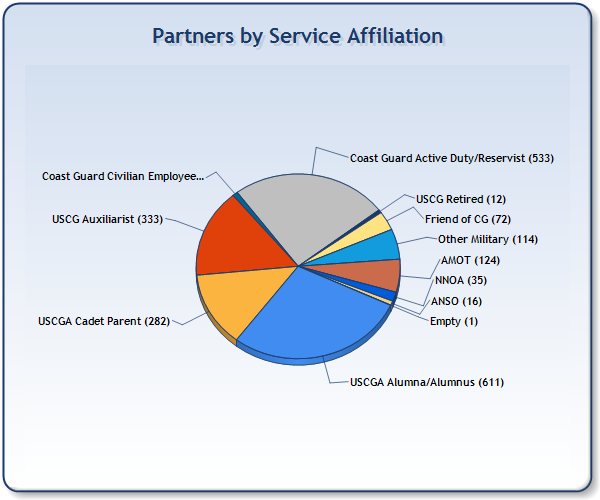 Partners by Service Affiliation
Coast Guard Active Duty/Reservist (533)
Coast Guard Civilian Employee...
USCG Retired (12)
USCG Auxiliarist (333)
Friend of CG (72)
Other Military (114)
AMOT (124)
NNOA (35)
ANSO (16)
USCGA Cadet Parent (282)
Empty (1)
USCGA Alumna/Alumnus (611)